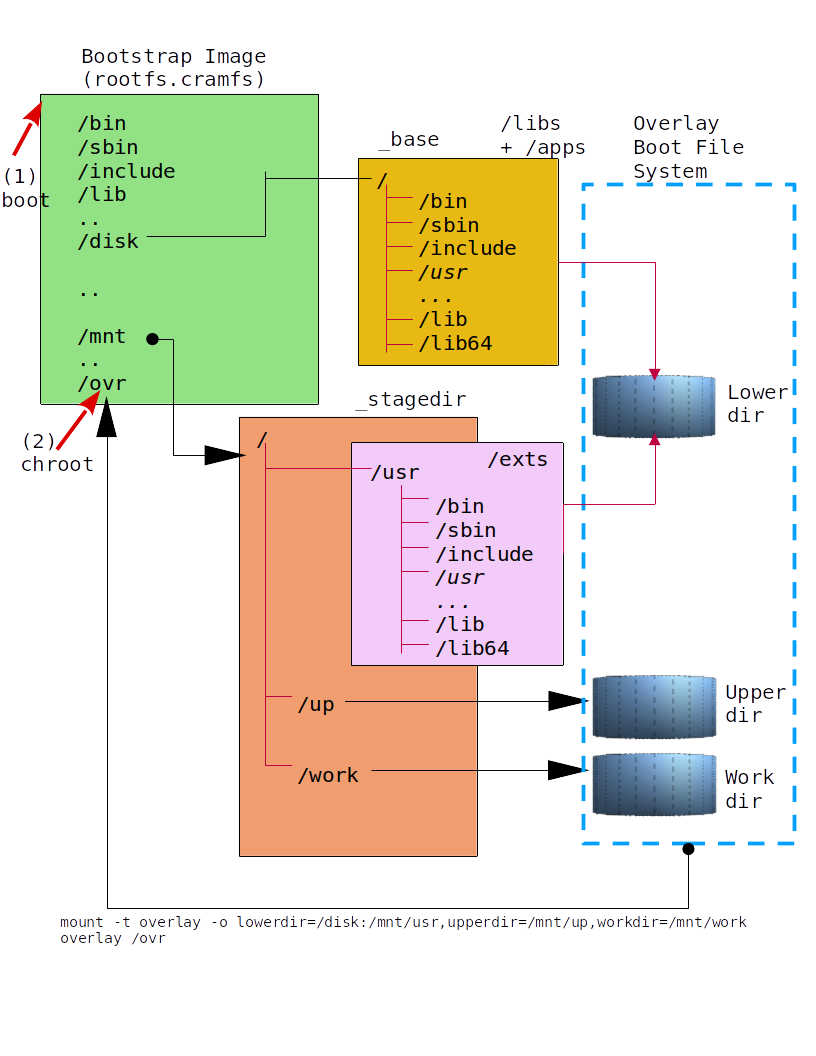 Bootstrap Image
(rootfs.cramfs)
/bin
/sbin
/include
/lib
..
/disk
..
/mnt
..
/ovr
(1)
boot
(2)
chroot
_base
/libs
+ /apps
/
/bin
/sbin
/include
/usr
...
/lib
/lib64
Overlay
Boot File
System
Lower
dir
_stagedir
/
/exts
/usr
/bin
/sbin
/include
/usr
...
/lib
/lib64
/up
/work
Upper
dir
Work
dir
mount -t overlay -o lowerdir=/disk:/mnt/usr,upperdir=/mnt/up,workdir=/mnt/work
overlay /ovr